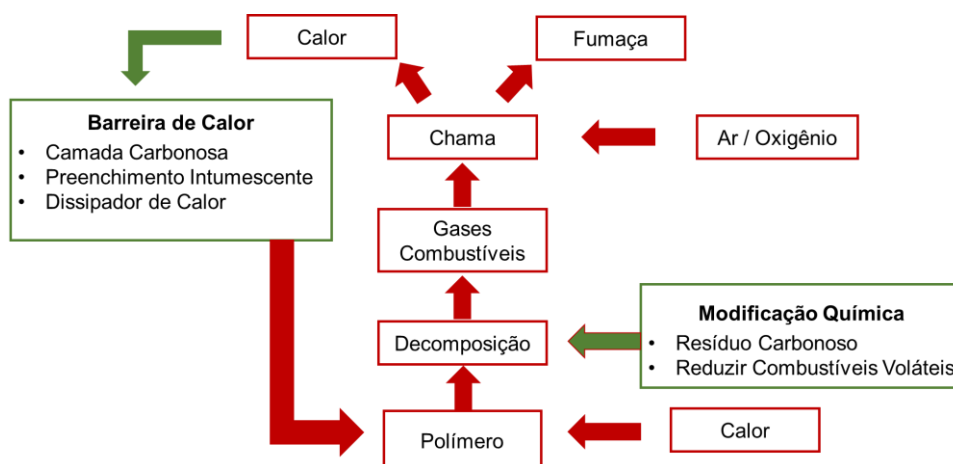 Calor
Fumaça
Barreira de Calor
• Camada Carbonosa
• Preenchimento Intumescente
• Dissipador de Calor
Chama
Ar / Oxigênio
Gases
Combustíveis
Modificação Química
• Resíduo Carbonoso
• Reduzir Combustíveis Voláteis
Decomposição
Polímero
Calor